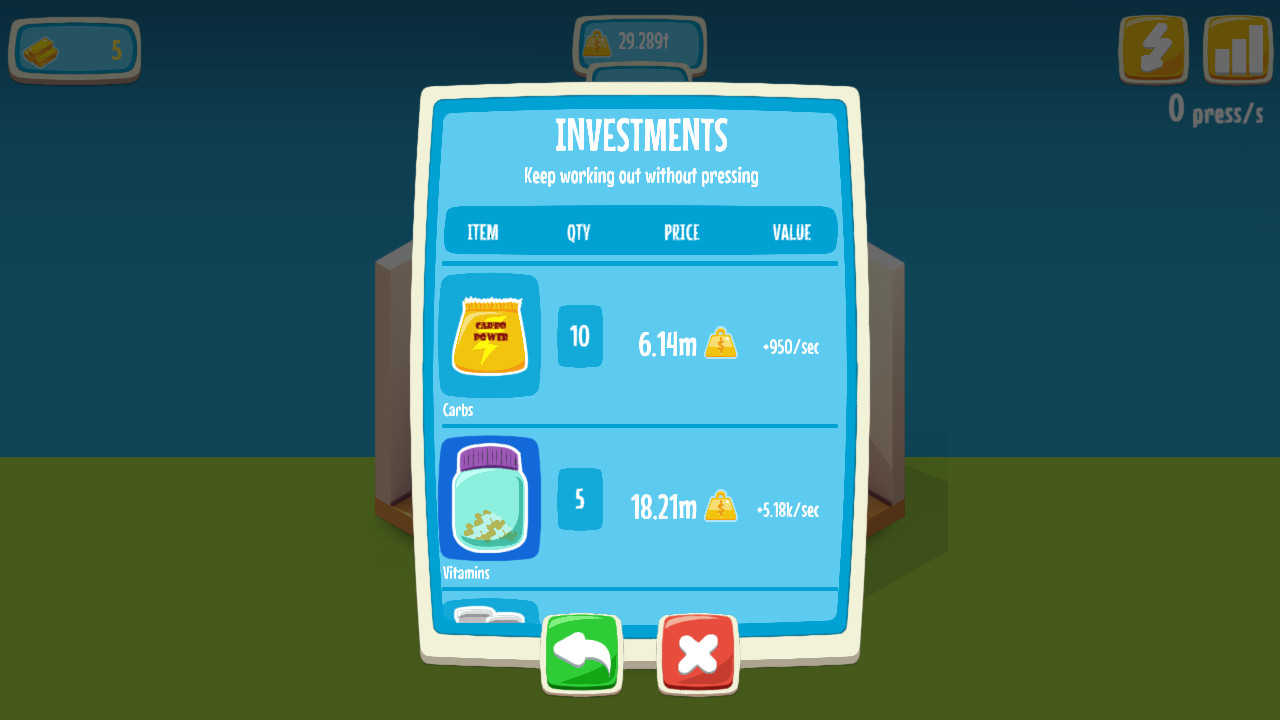 5
29.289t
0 press/s
INVESTMENTS
Keep working out without pressing
ITEM QTY PRICE VALUE
CARBO
POWER
10 6.14m +950/sec
Carbs
5 18.21m +5.18k/sec
Vitamins